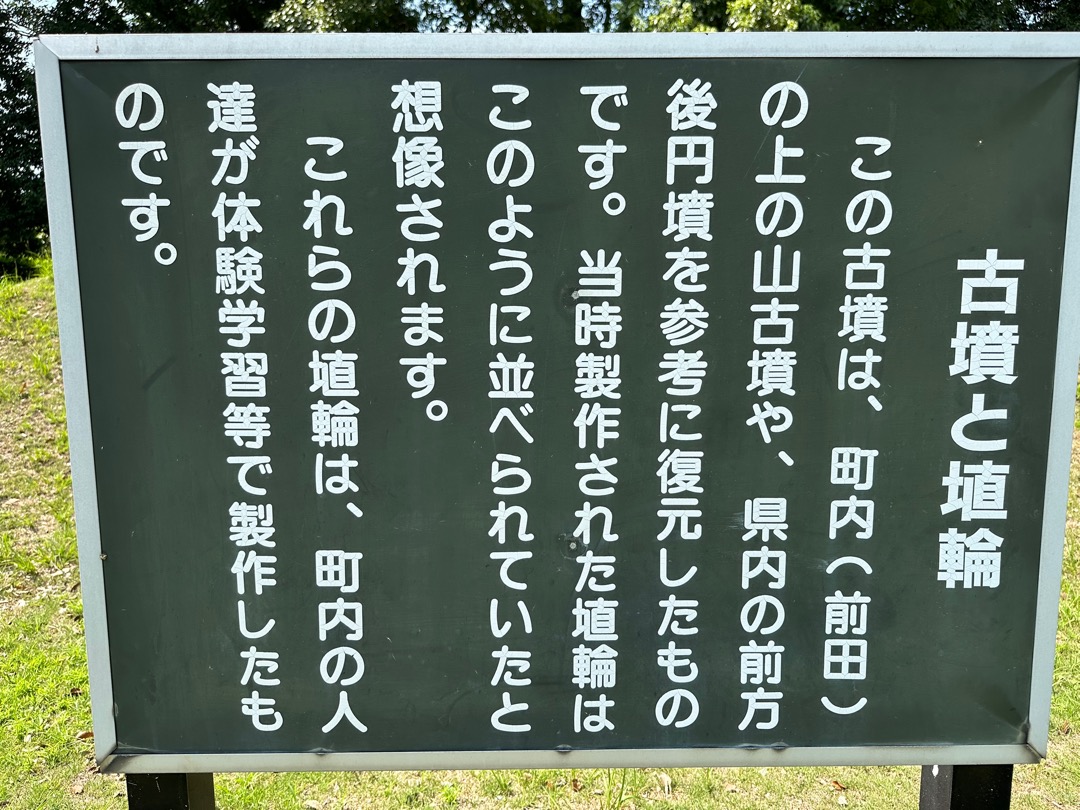 古墳と埴輪
この古墳は、町内(前田)
の上の山古墳や、県内の前方
後円墳を参考に復元したもの
です。当時製作された埴輪は
このように並べられていたと
想像されます。
これらの埴輪は、町内の人
達が体験学習等で製作したも
のです。